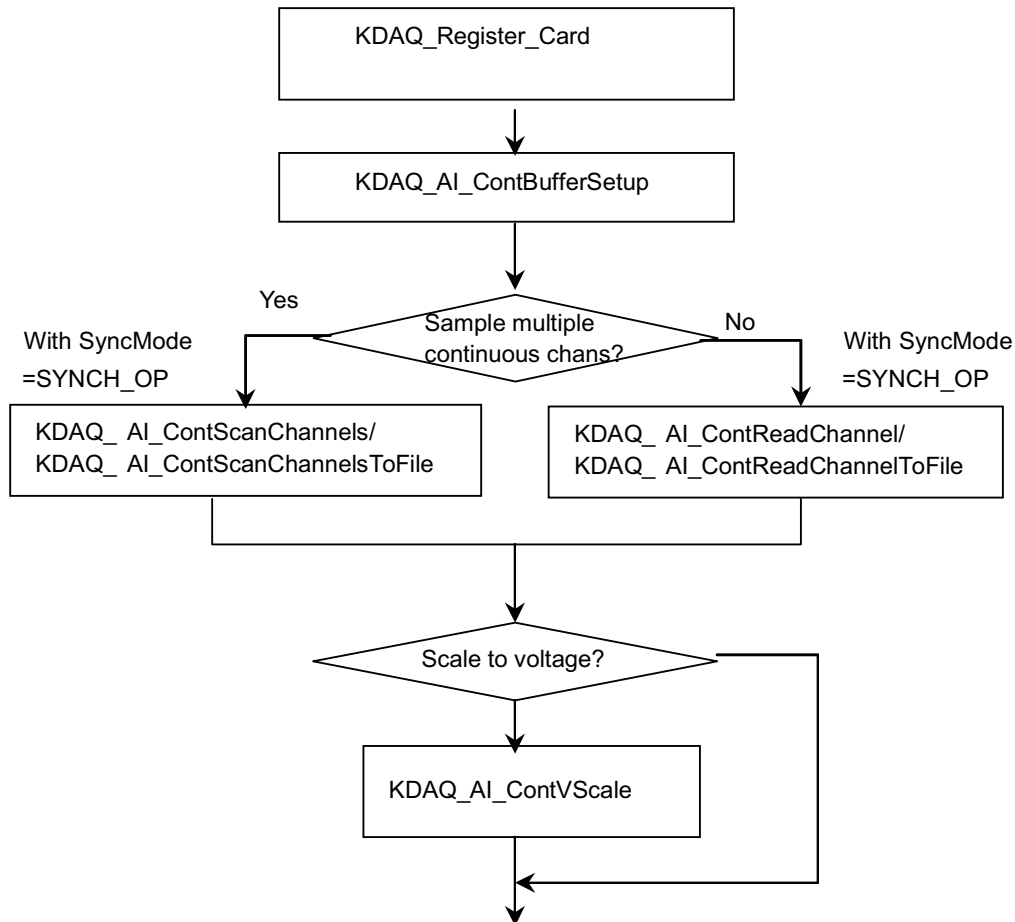 KDAQ_Register_Card
KDAQ_AI_ContBufferSetup
Yes
Sample multiple
continuous chans?
No
With SyncMode
=SYNCH_OP
With SyncMode
=SYNCH_OP
KDAQ_ AI_ContScanChannels/
KDAQ_ AI_ContScanChannelsToFile
KDAQ_ AI_ContReadChannel/
KDAQ_ AI_ContReadChannelToFile
Scale to voltage?
KDAQ_AI_ContVScale